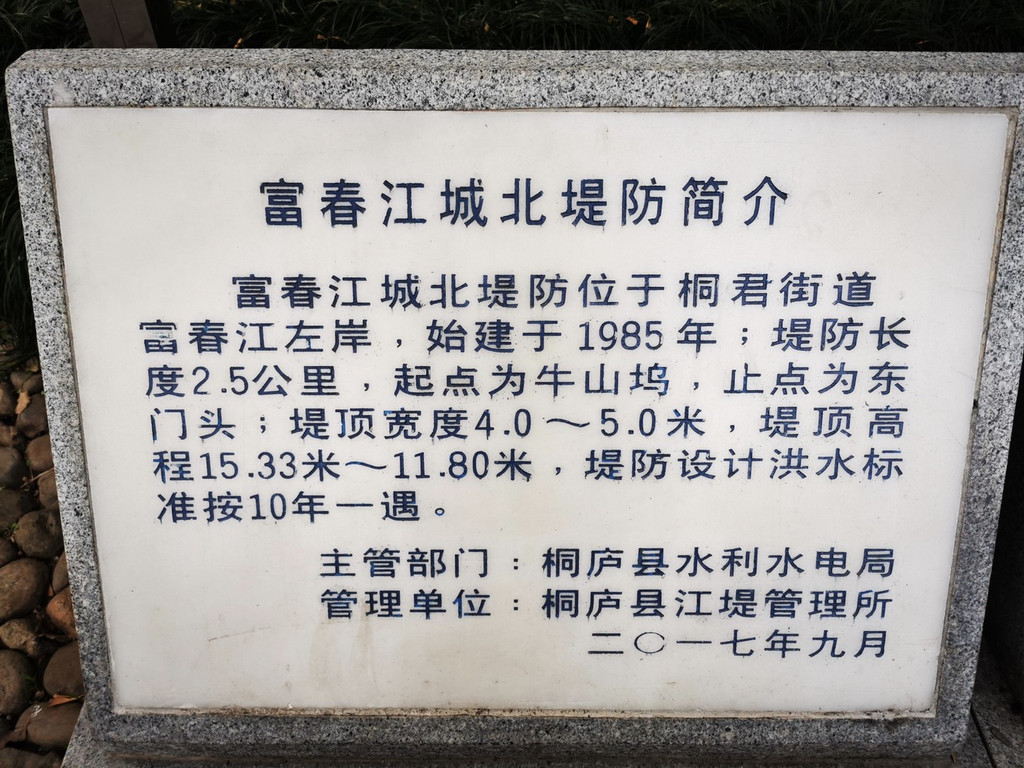 富春江城北堤防简介
富春江城北堤防位于桐君街道
富春江左岸，始建于1985年；堤防长
度2.5公里，起点为牛山坞，止点为东
门头；堤顶宽度4.0～5.0米，堤顶高
程15.33米～11.80米，堤防设计洪水标
准按10年一遇。
主管部门：桐庐县水利水电局
管理单位：桐庐县江堤管理所
二〇一七年九月